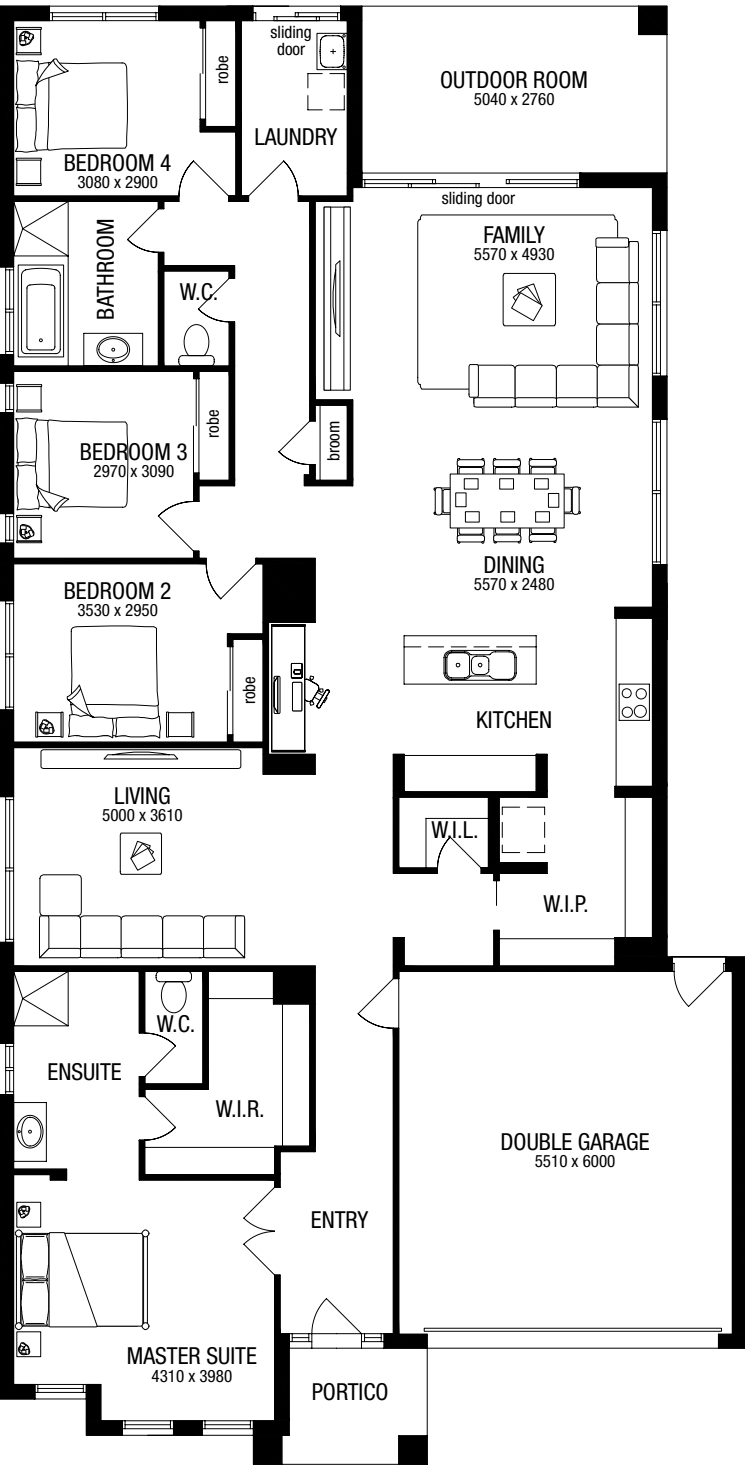 sliding
door
robe
OUTDOOR ROOM
5040 x 2760
LAUNDRY
BEDROOM 4
3080 x 2900
sliding door
BATHROOM
FAMILY
5570 x 4930
W.C.
robe
broom
BEDROOM 3
2970 x 3090
DINING
5570 x 2480
BEDROOM 2
3530 x 2950
robe
KITCHEN
LIVING
5000 x 3610
W.I.L.
W.I.P.
W.C.
ENSUITE
W.I.R.
DOUBLE GARAGE
5510 x 6000
ENTRY
MASTER SUITE
4310 x 3980
PORTICO